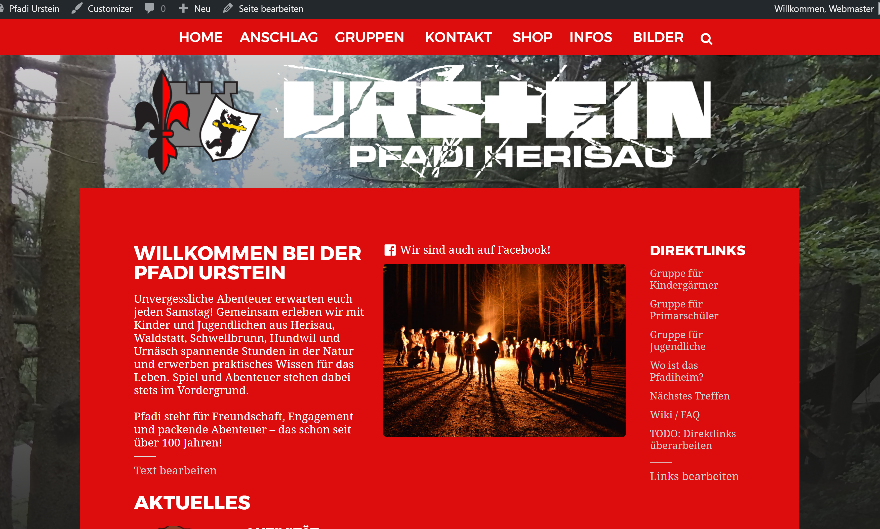 Pfadi Urstein Customizer 0 Neu Seite bearbeiten Willkommen, Webmaster
HOME ANSCHLAG GRUPPEN KONTAKT SHOP INFOS BILDER
URSTEIN
PFADI HERISAU
WILLKOMMEN BEI DER
PFADI URSTEIN
Unvergessliche Abenteuer erwarten euch
jeden Samstag! Gemeinsam erleben wir mit
Kinder und Jugendlichen aus Herisau,
Waldstatt, Schwellbrunn, Hundwil und
Urnäsch spannende Stunden in der Natur
und erwerben praktisches Wissen für das
Leben. Spiel und Abenteuer stehen dabei
stets im Vordergrund.
Pfadi steht für Freundschaft, Engagement
und packende Abenteuer – das schon seit
über 100 Jahren!
Text bearbeiten
AKTUELLES
Wir sind auch auf Facebook!
DIREKTLINKS
Gruppe für
Kindergärtner
Gruppe für
Primarschüler
Gruppe für
Jugendliche
Wo ist das
Pfadiheim?
Nächstes Treffen
Wiki / FAQ
TODO: Direktlinks
überarbeiten
Links bearbeiten